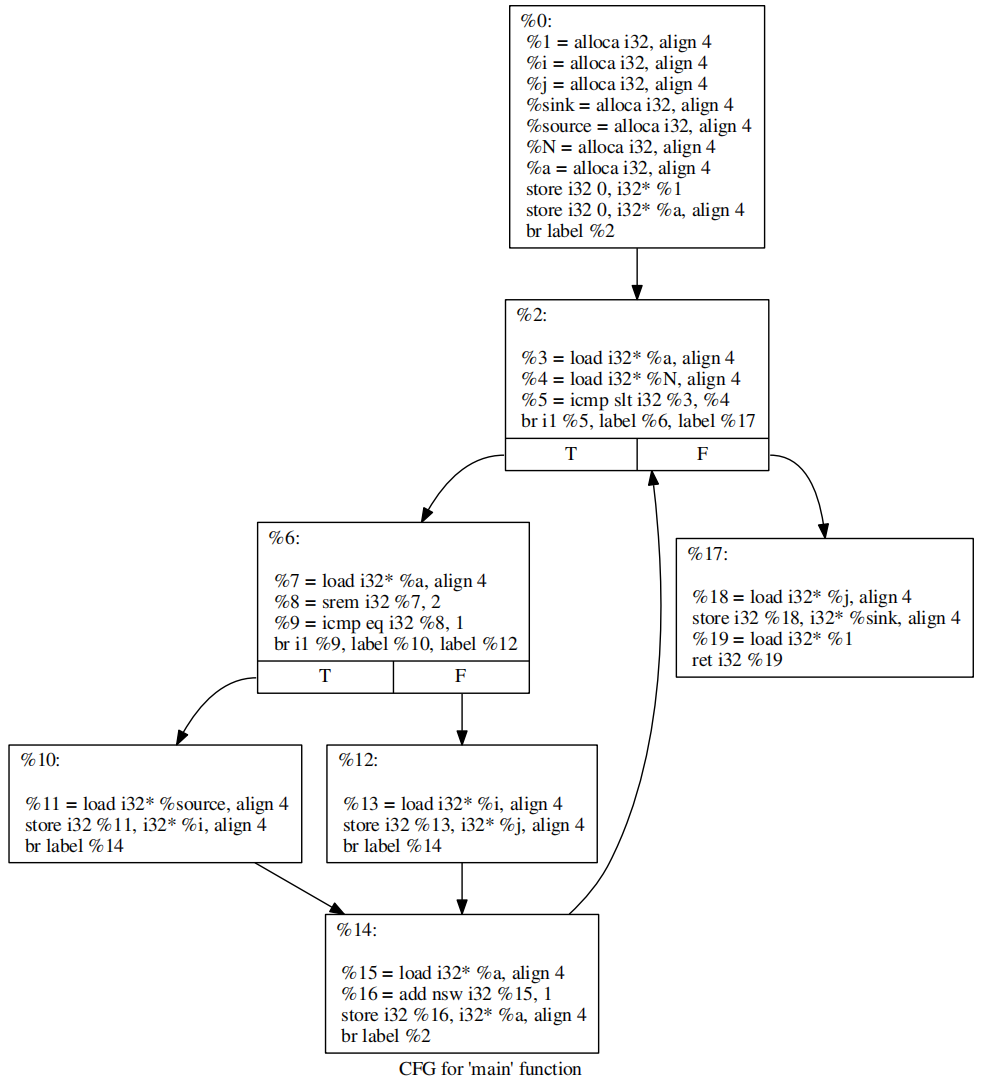 %0:
%1 = alloca i32, align 4
%i = alloca i32, align 4
%j = alloca i32, align 4
%sink = alloca i32, align 4
%source = alloca i32, align 4
%N = alloca i32, align 4
%a = alloca i32, align 4
store i32 0, i32* %1
store i32 0, i32* %a, align 4
br label %2
%2:
%3 = load i32* %a, align 4
%4 = load i32* %N, align 4
%5 = icmp slt i32 %3, %4
br i1 %5, label %6, label %17
T F
%6:
%7 = load i32* %a, align 4
%8 = srem i32 %7, 2
%9 = icmp eq i32 %8, 1
br i1 %9, label %10, label %12
T F
%17:
%18 = load i32* %j, align 4
store i32 %18, i32* %sink, align 4
%19 = load i32* %1
ret i32 %19
%10:
%11 = load i32* %source, align 4
store i32 %11, i32* %i, align 4
br label %14
%12:
%13 = load i32* %i, align 4
store i32 %13, i32* %j, align 4
br label %14
%14:
%15 = load i32* %a, align 4
%16 = add nsw i32 %15, 1
store i32 %16, i32* %a, align 4
br label %2
CFG for 'main' function